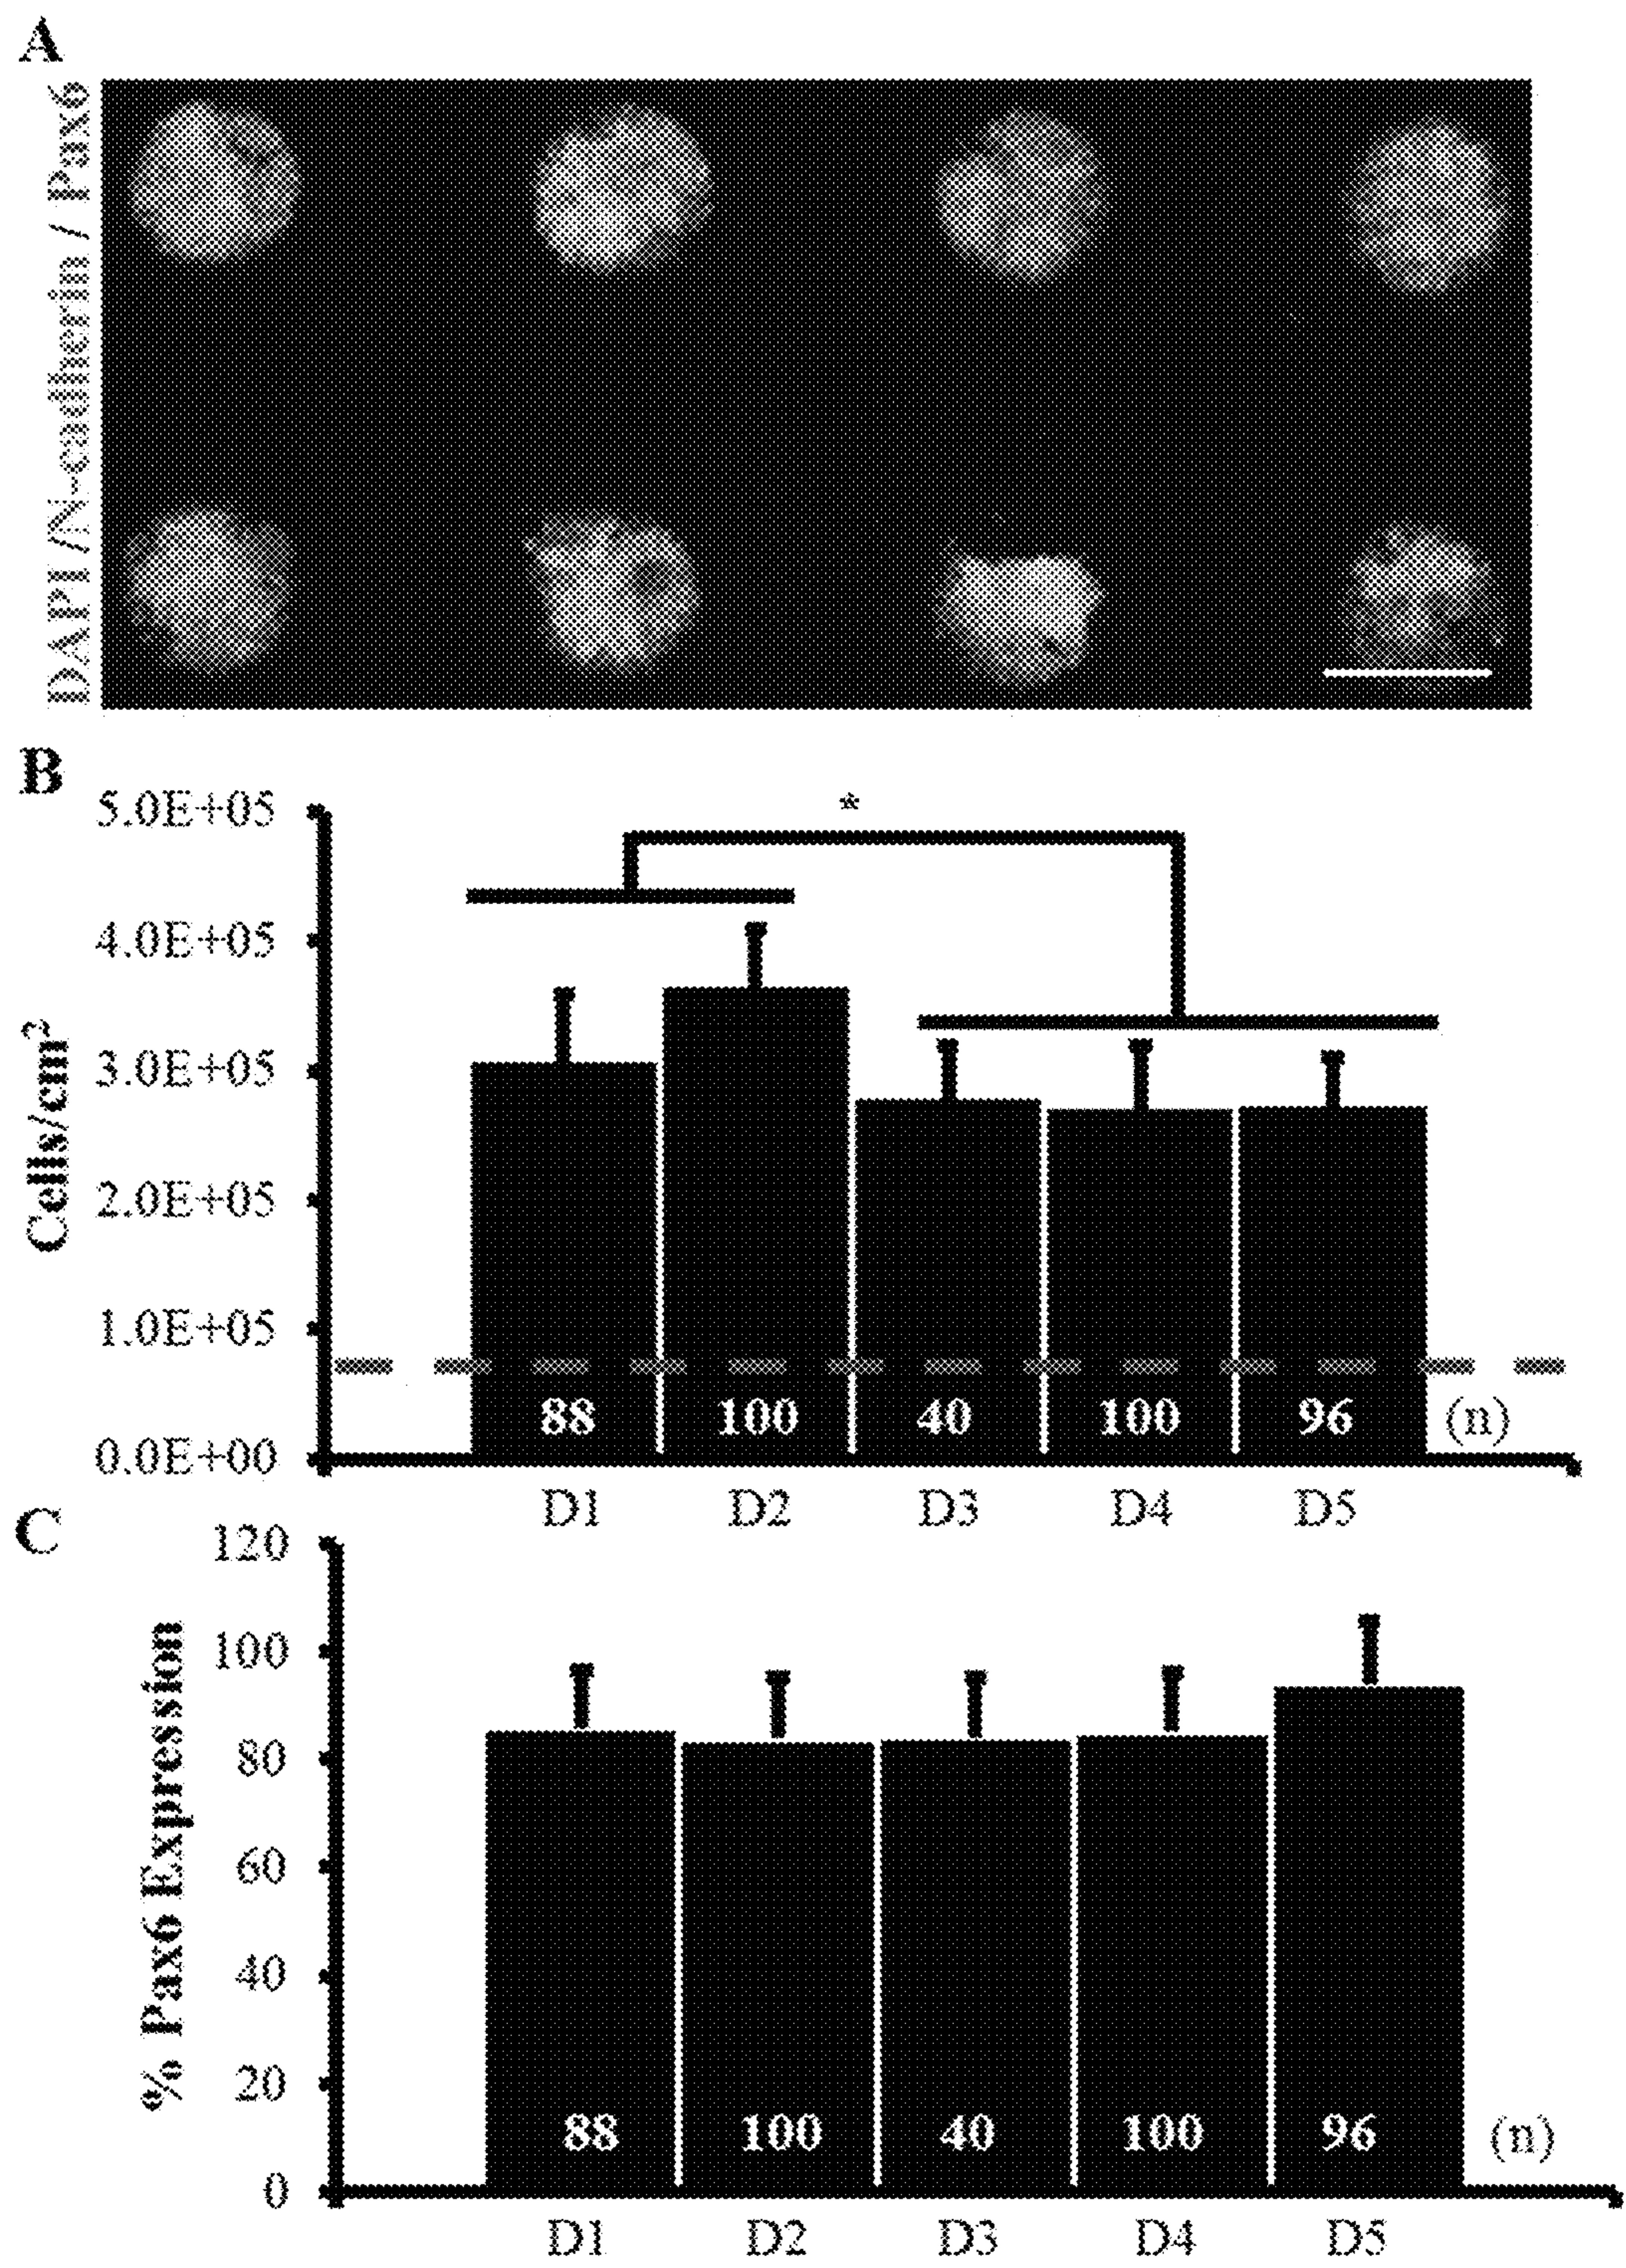 A
DAPI /N-cadherin / Pax6
B
5.0E+05
4.0E+05
3.0E+05
2.0E+05
1.0E+05
0.0E+00
Cells/cm²
*
88 100 40 100 96 (n)
D1 D2 D3 D4 D5
C
120
100
80
60
40
20
0
% Pax6 Expression
88 100 40 100 96 (n)
D1 D2 D3 D4 D5